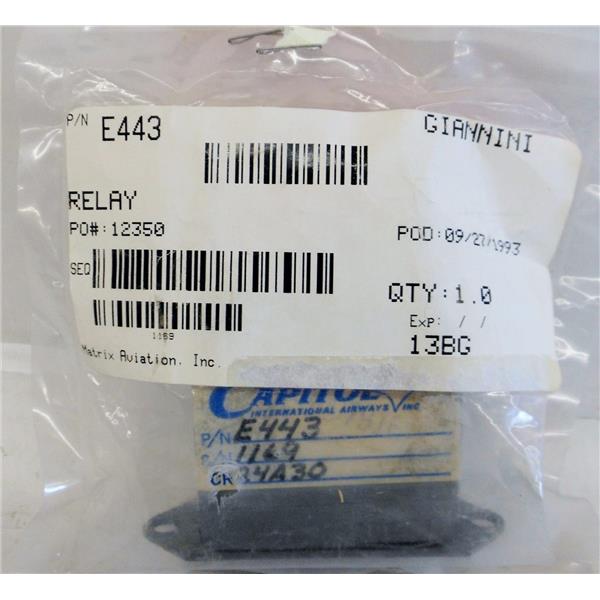 P/N E443 GIANNINI
RELAY
PO#:12350 POD:09/27/1993
SEQ QTY:1.0
1169 Exp: / /
Matrix Aviation, Inc. 13BG
CAPITOL
INTERNATIONAL AIRWAYS INC
P/N E443
S/N 1169
OR 34A30